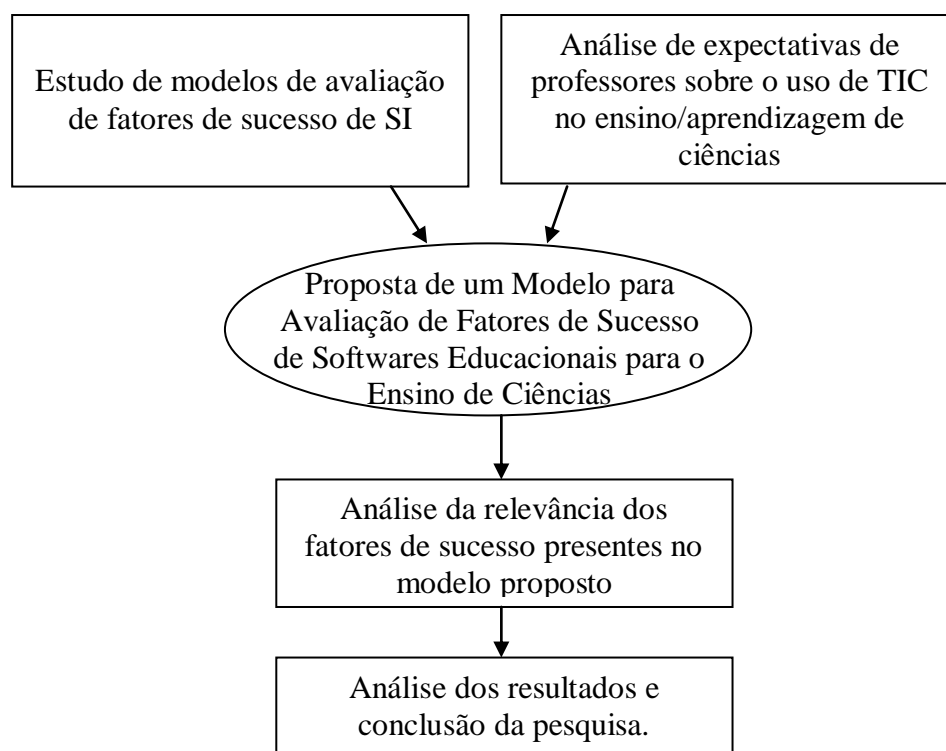 Estudo de modelos de avaliação
de fatores de sucesso de SI
Análise de expectativas de
professores sobre o uso de TIC
no ensino/aprendizagem de
ciências
Proposta de um Modelo para
Avaliação de Fatores de Sucesso
de Softwares Educacionais para o
Ensino de Ciências
Análise da relevância dos
fatores de sucesso presentes no
modelo proposto
Análise dos resultados e
conclusão da pesquisa.